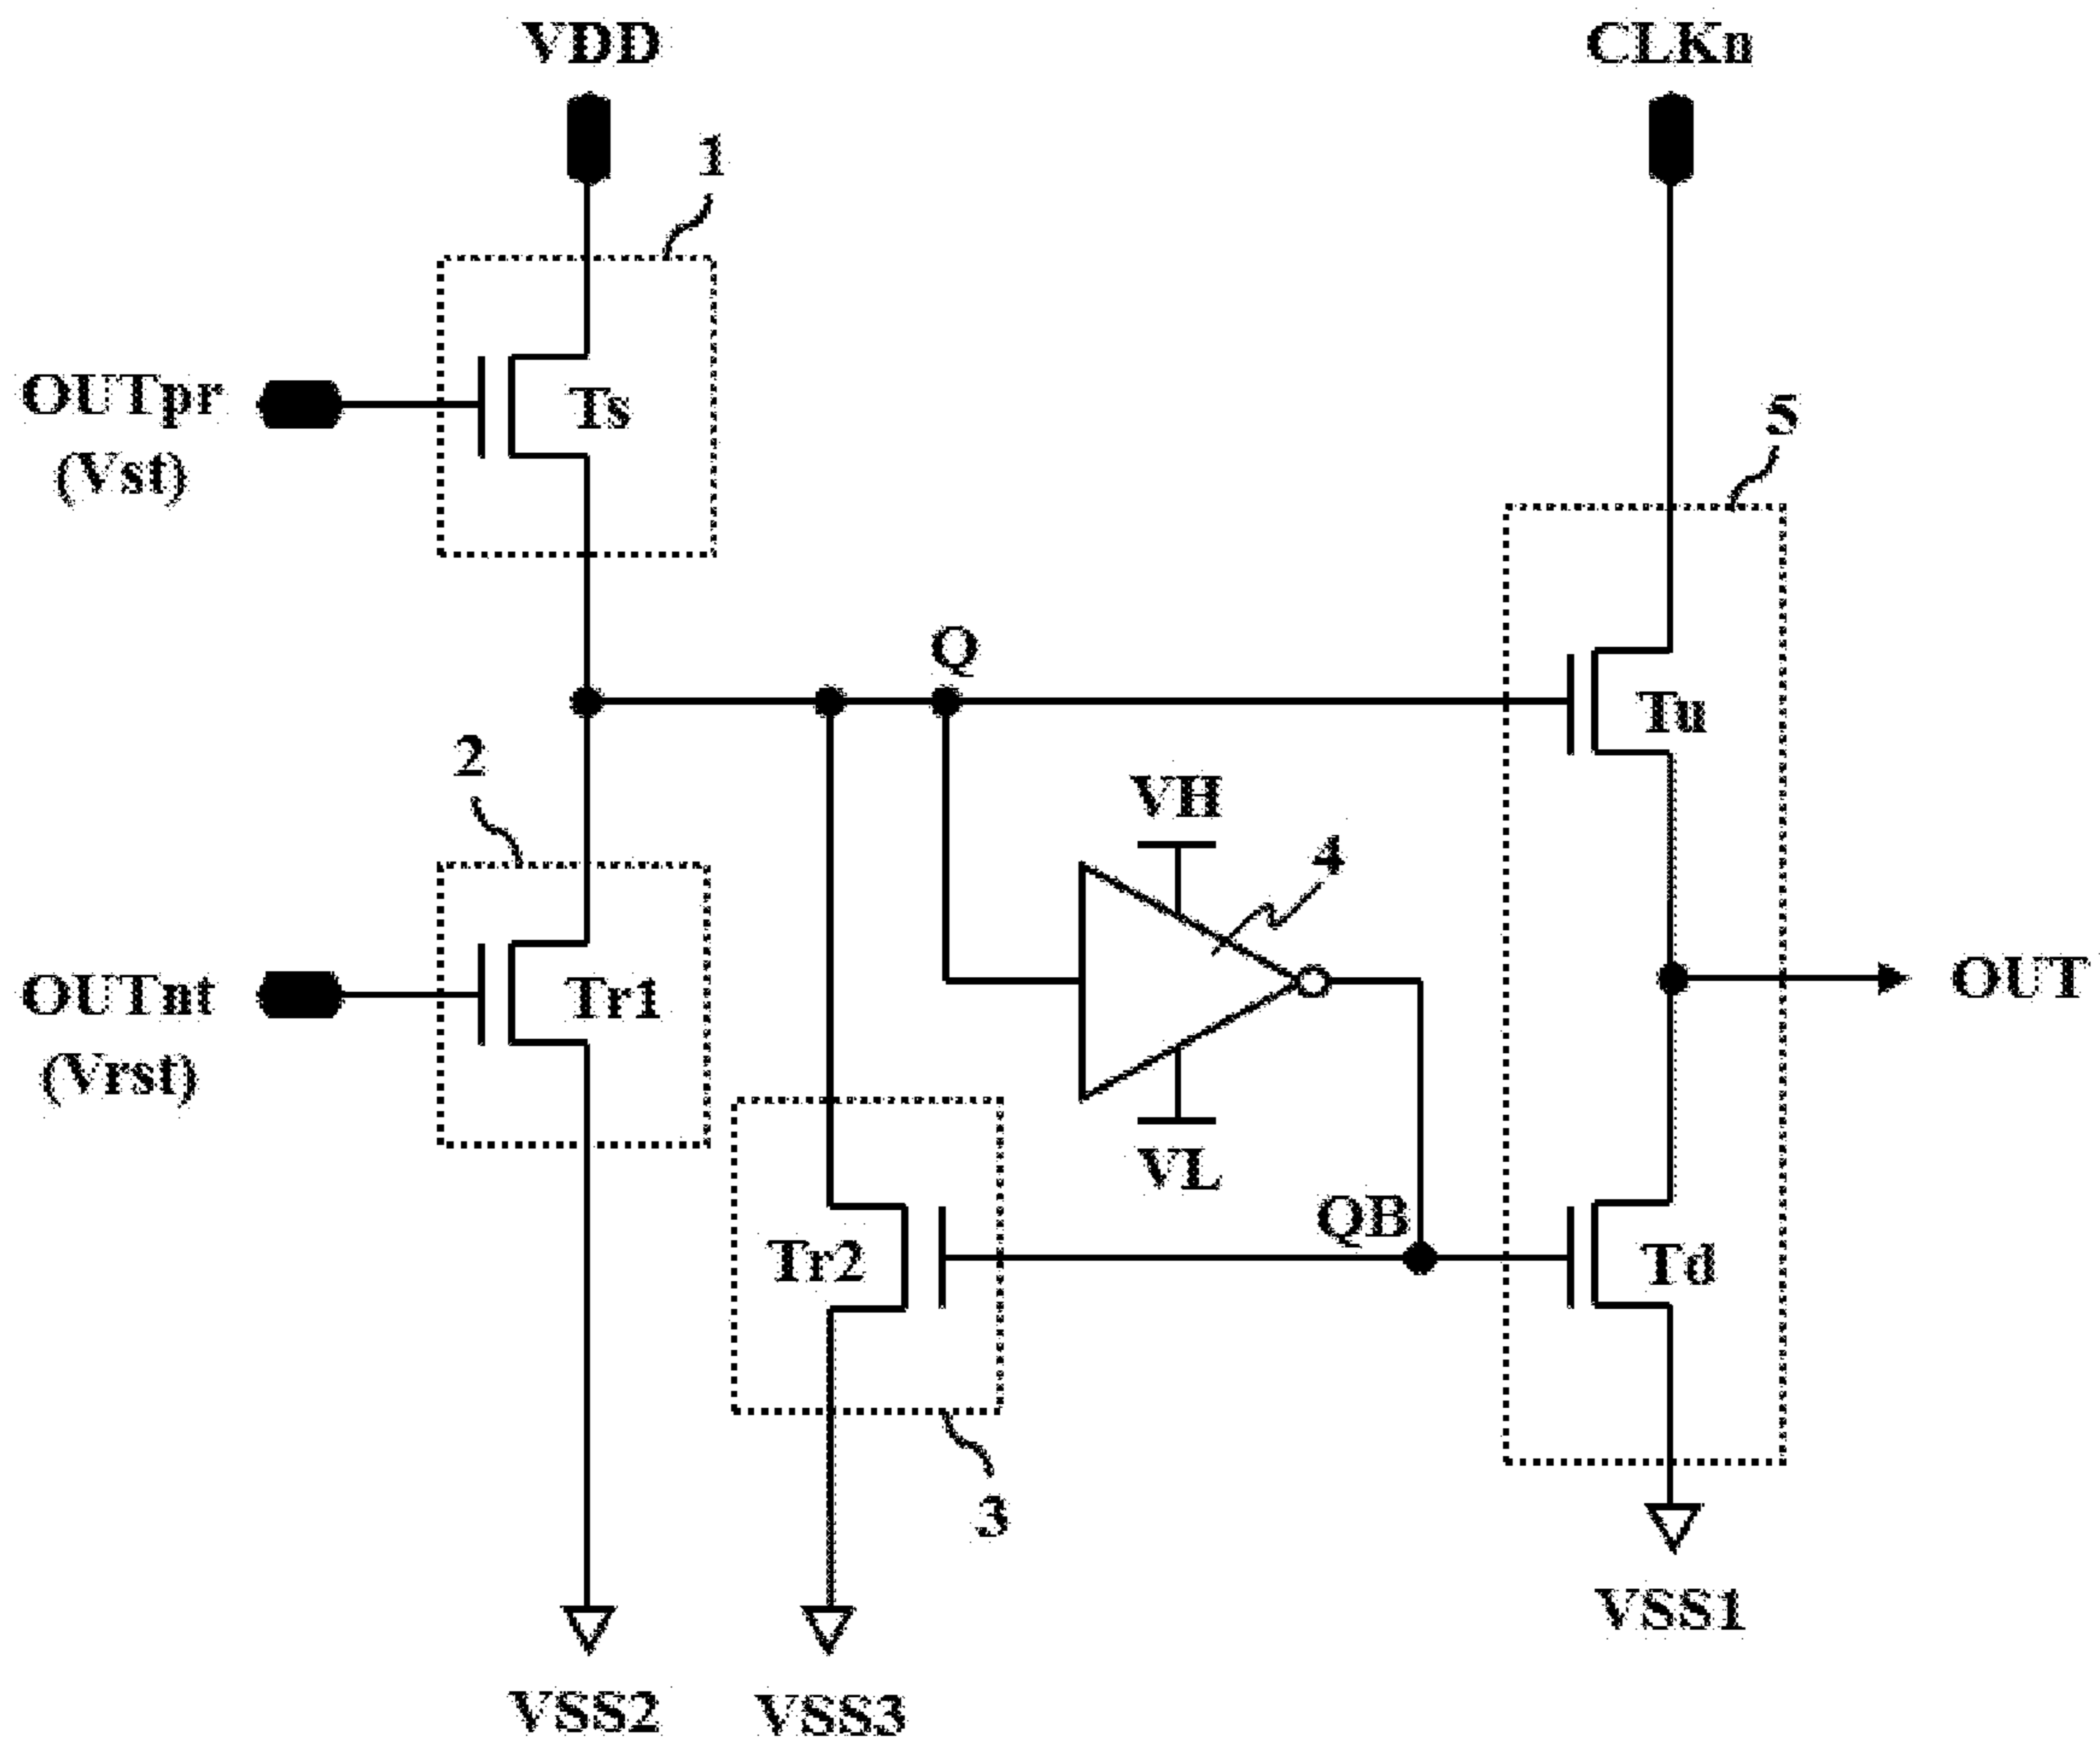 VDD
CLKn
1
OUTpr
(Vst)
Ts
5
Q
Tu
2
VH
4
OUTnt
(Vrst)
Tr1
OUT
VL
QB
Tr2
Td
3
VSS1
VSS2
VSS3